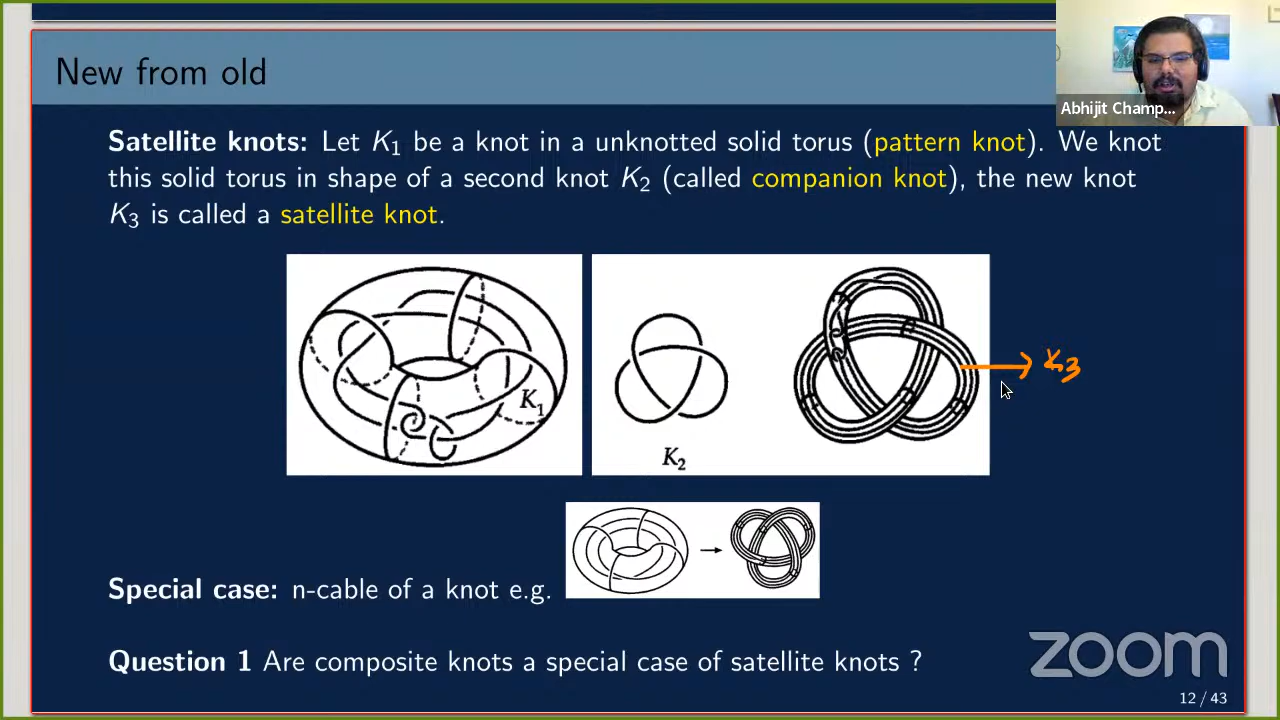 New from old
Abhijit Champ...
Satellite knots: Let K1 be a knot in a unknotted solid torus (pattern knot). We knot
this solid torus in shape of a second knot K2 (called companion knot), the new knot
K3 is called a satellite knot.
K1
K2
K3
Special case: n-cable of a knot e.g.
Question 1 Are composite knots a special case of satellite knots ?
zoom
12 / 43